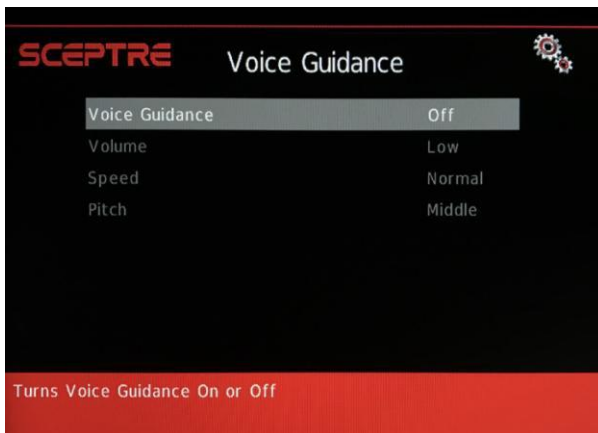 SCEPTRE
Voice Guidance
Voice Guidance Off
Volume Low
Speed Normal
Pitch Middle
Turns Voice Guidance On or Off